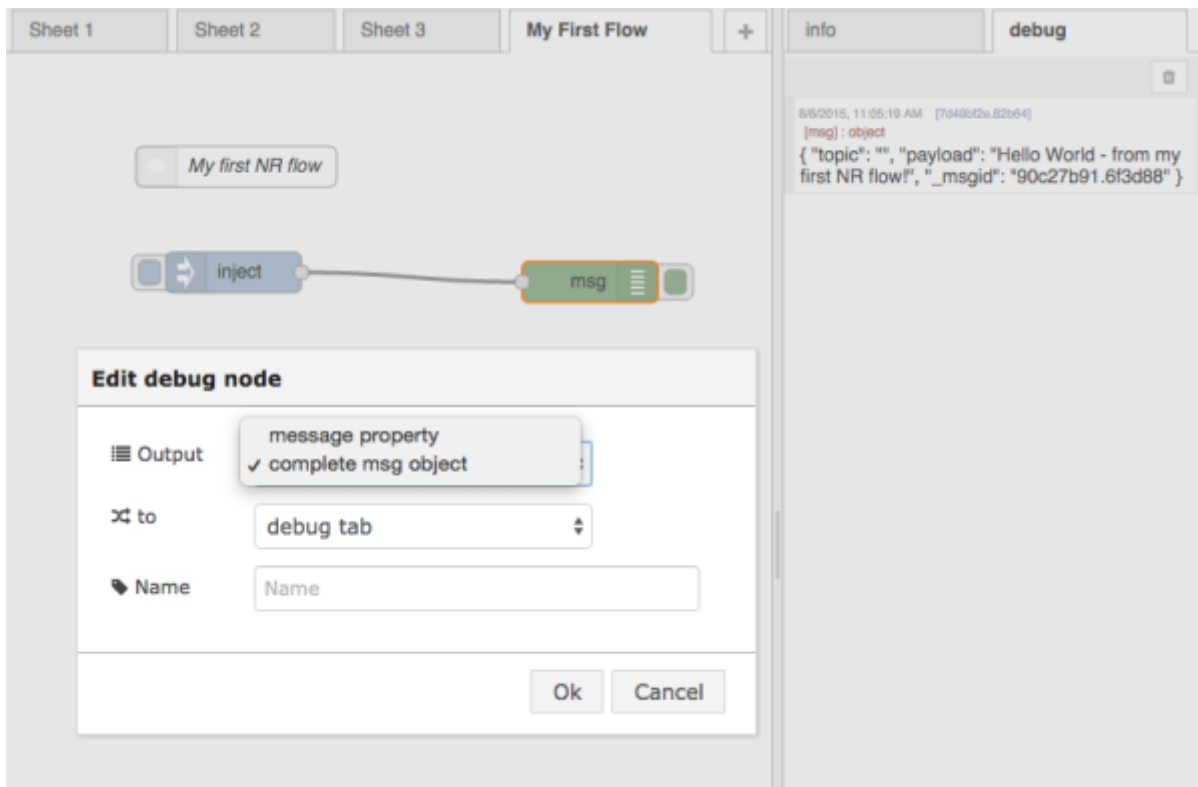 Sheet 1
Sheet 2
Sheet 3
My First Flow
+
info
debug
8/6/2015, 11:05:19 AM [7d49bf2e.82b64]
[msg] : object
{ "topic": "", "payload": "Hello World - from my
first NR flow!", "_msgid": "90c27b91.6f3d88" }
My first NR flow
inject
msg
Edit debug node
Output
message property
✓ complete msg object
to
debug tab
Name
Name
Ok
Cancel